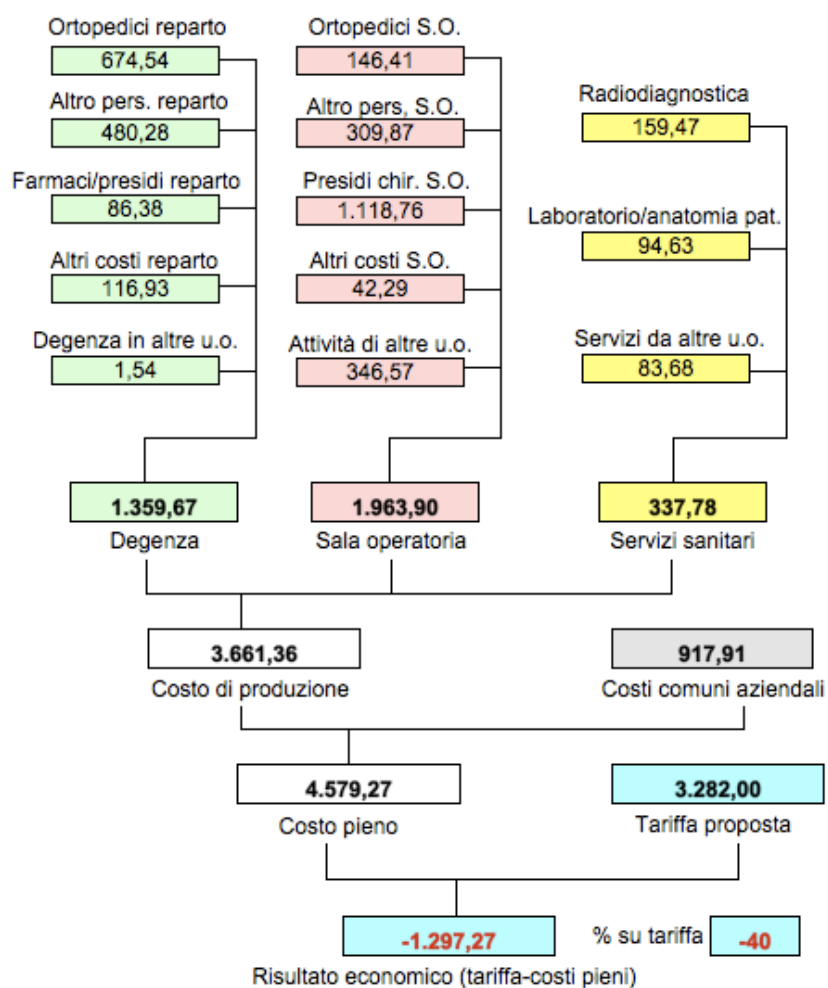 Ortopedici reparto
674,54
Altro pers. reparto
480,28
Farmaci/presidi reparto
86,38
Altri costi reparto
116,93
Degenza in altre u.o.
1,54
Ortopedici S.O.
146,41
Altro pers, S.O.
309,87
Presidi chir. S.O.
1.118,76
Altri costi S.O.
42,29
Attività di altre u.o.
346,57
Radiodiagnostica
159,47
Laboratorio/anatomia pat.
94,63
Servizi da altre u.o.
83,68
1.359,67
Degenza
1.963,90
Sala operatoria
337,78
Servizi sanitari
3.661,36
Costo di produzione
917,91
Costi comuni aziendali
4.579,27
Costo pieno
3.282,00
Tariffa proposta
-1.297,27
Risultato economico (tariffa-costi pieni)
% su tariffa
-40